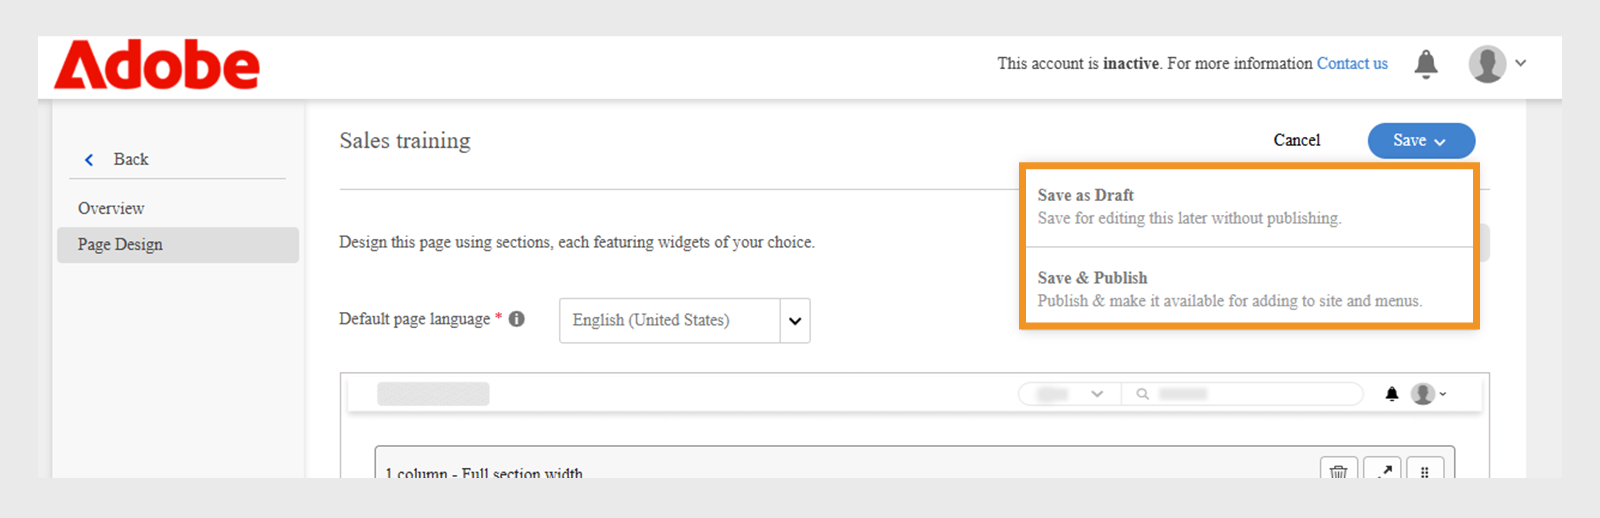 Adobe
This account is inactive. For more information Contact us
Back
Overview
Page Design
Sales training
Cancel
Save
Save as Draft
Save for editing this later without publishing.
Save & Publish
Publish & make it available for adding to site and menus.
Design this page using sections, each featuring widgets of your choice.
Default page language *
English (United States)
1 column - Full section width